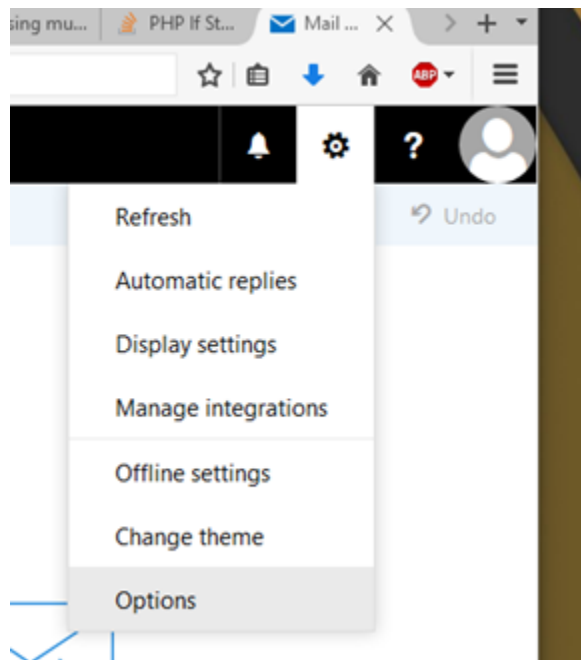 sing mu... PHP If St... Mail ...
ABP
?
Refresh
Undo
Automatic replies
Display settings
Manage integrations
Offline settings
Change theme
Options